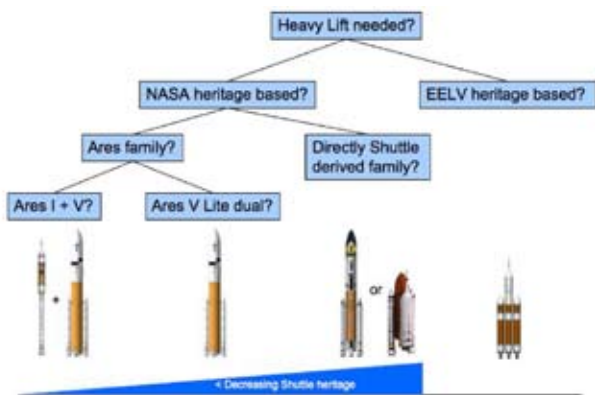 Heavy Lift needed?
NASA heritage based?
EELV heritage based?
Ares family?
Directly Shuttle
derived family?
Ares I + V?
Ares V Lite dual?
+
or
< Decreasing Shuttle heritage